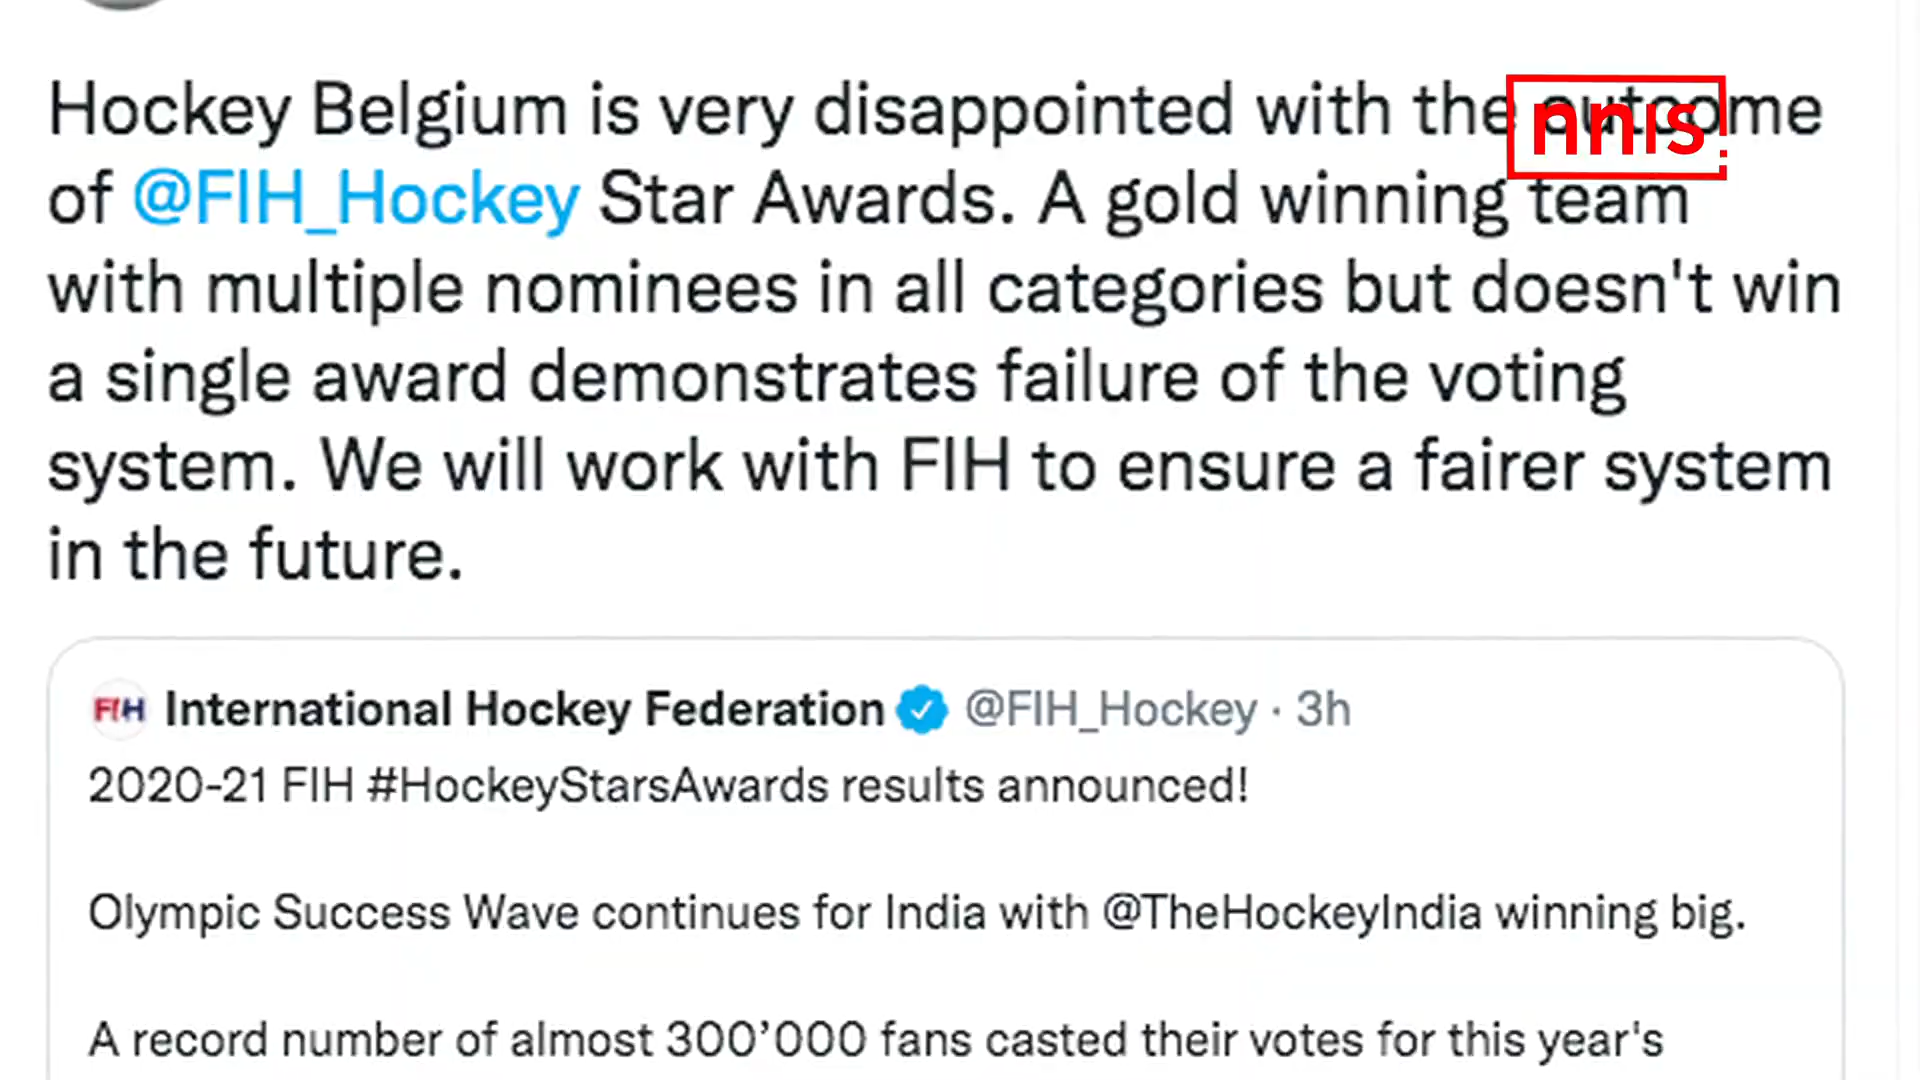 Hockey Belgium is very disappointed with the outcome
of @FIH_Hockey Star Awards. A gold winning team
with multiple nominees in all categories but doesn't win
a single award demonstrates failure of the voting
system. We will work with FIH to ensure a fairer system
in the future.
nnis
FIH International Hockey Federation @FIH_Hockey · 3h
2020-21 FIH #HockeyStarsAwards results announced!
Olympic Success Wave continues for India with @TheHockeyIndia winning big.
A record number of almost 300’000 fans casted their votes for this year's